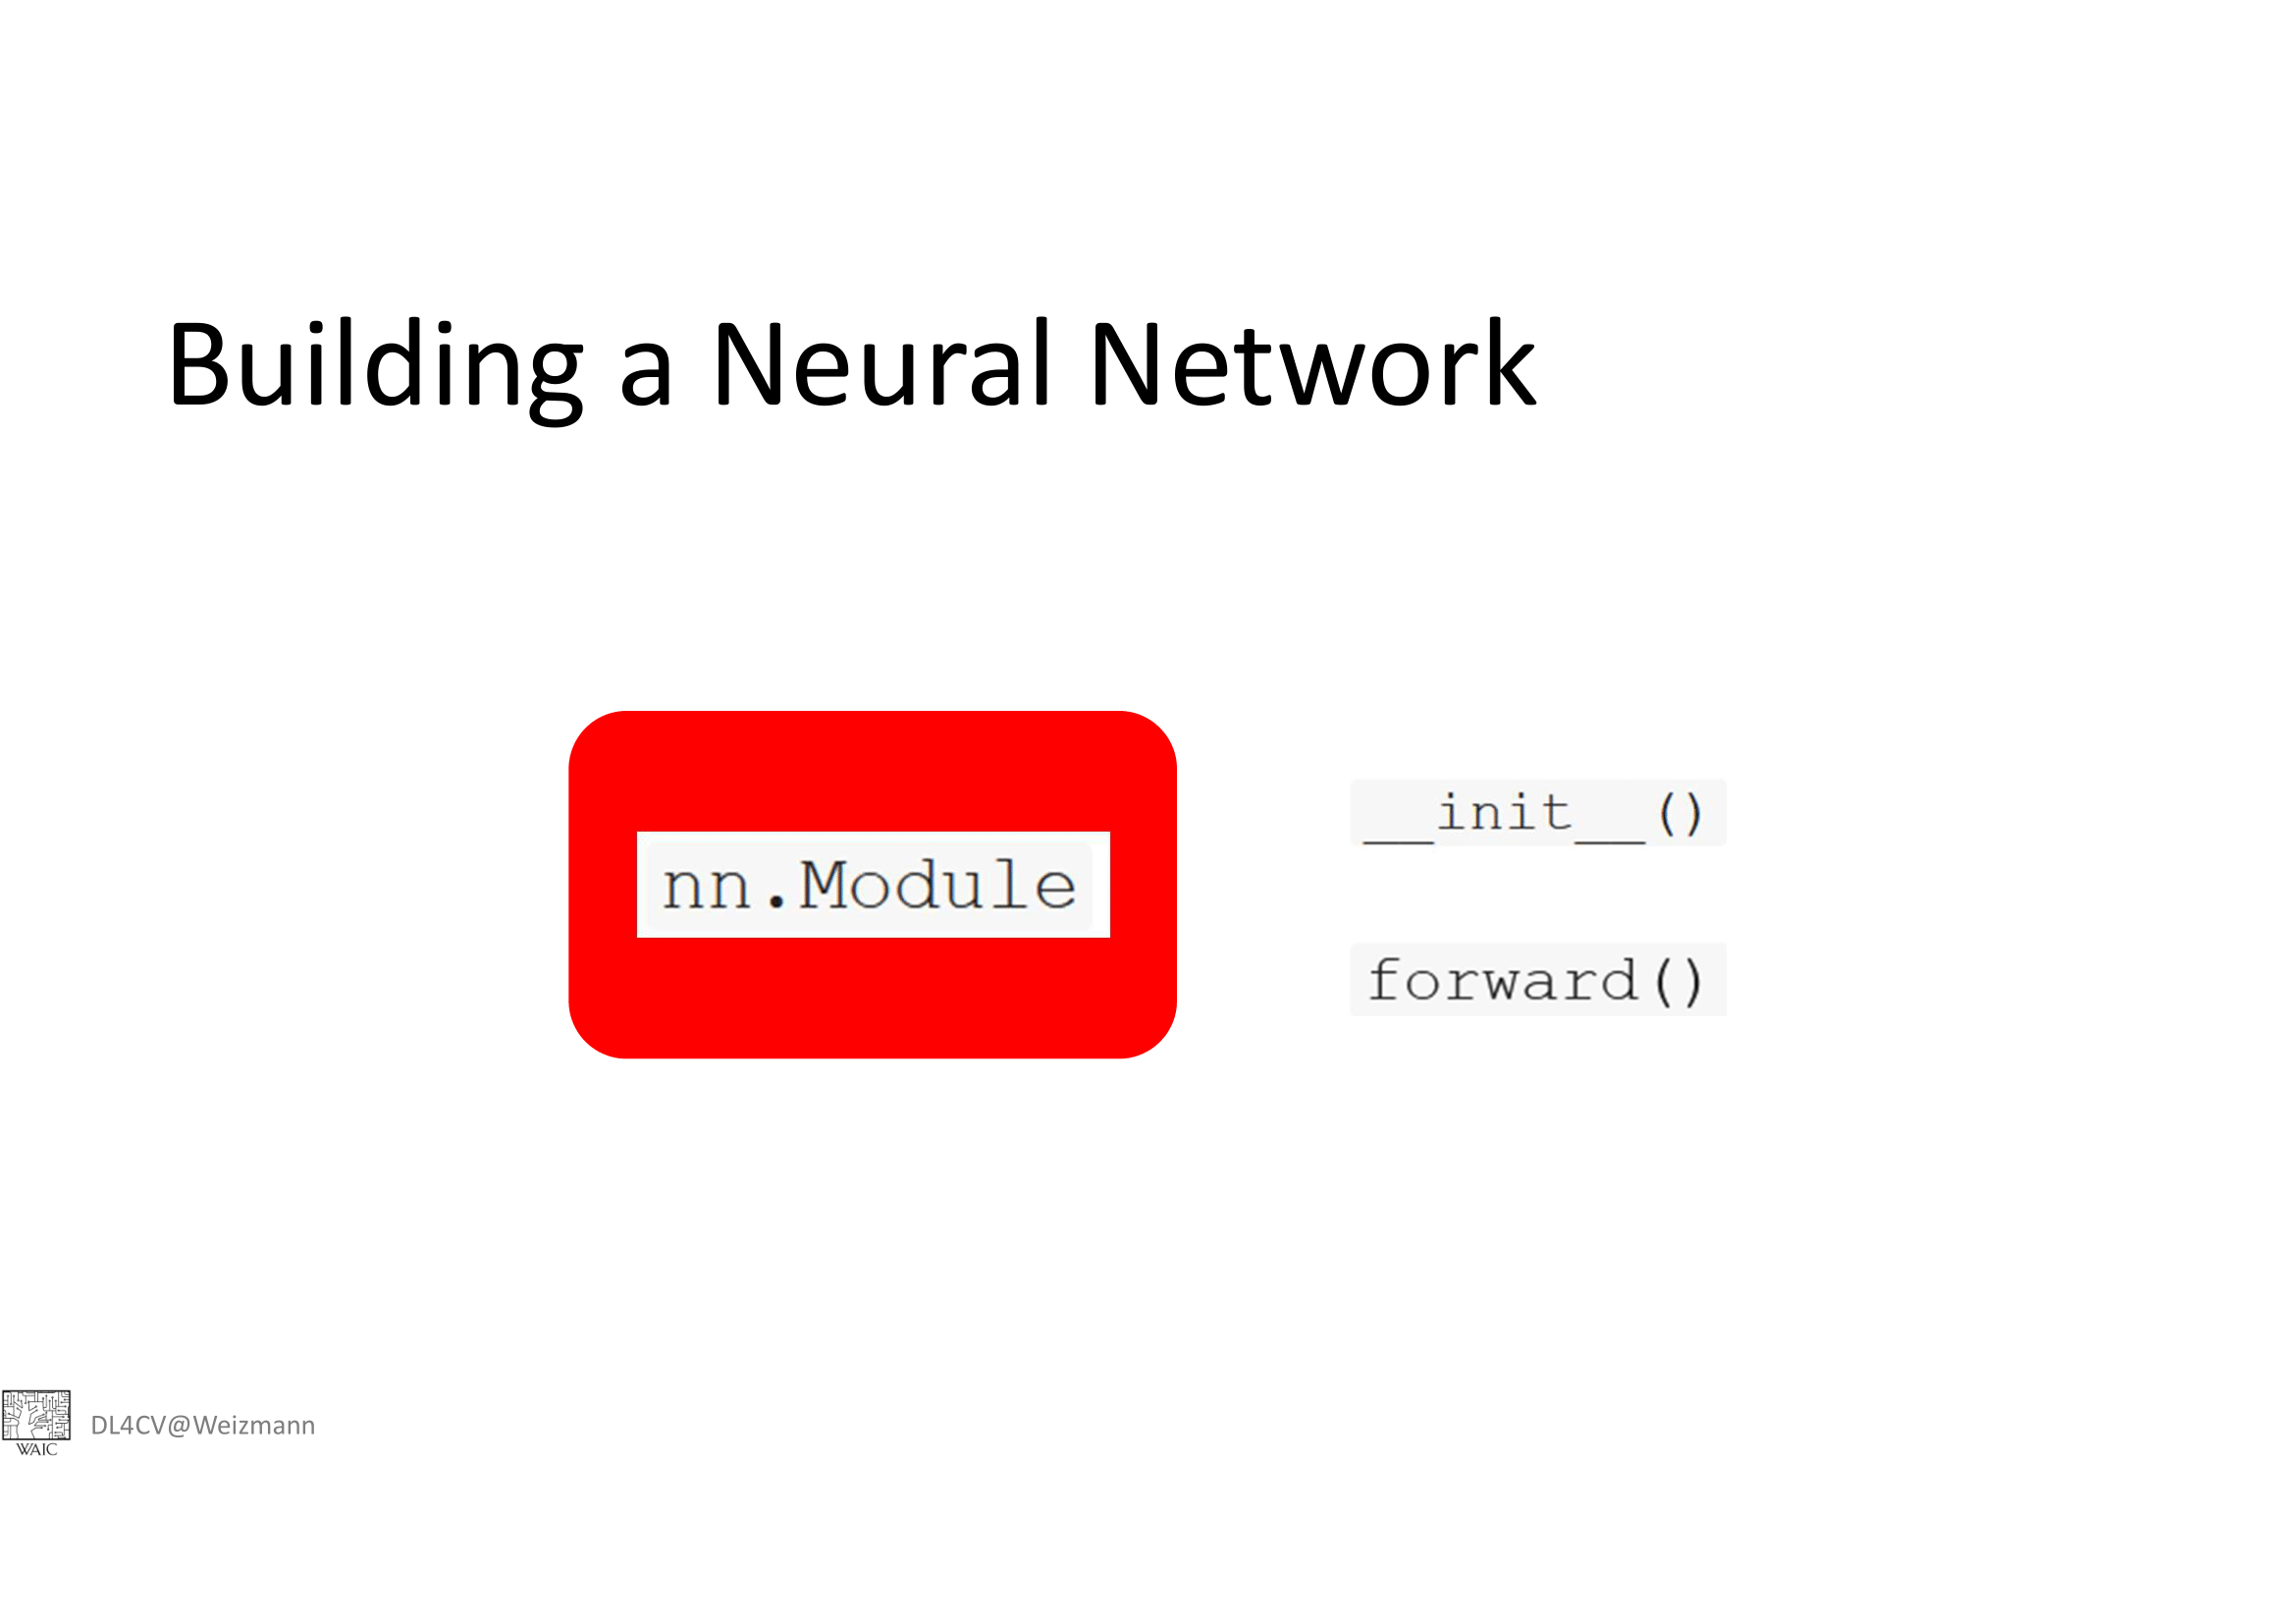 Building a Neural Network
nn.Module
__init__()
forward()
WAIC
DL4CV@Weizmann